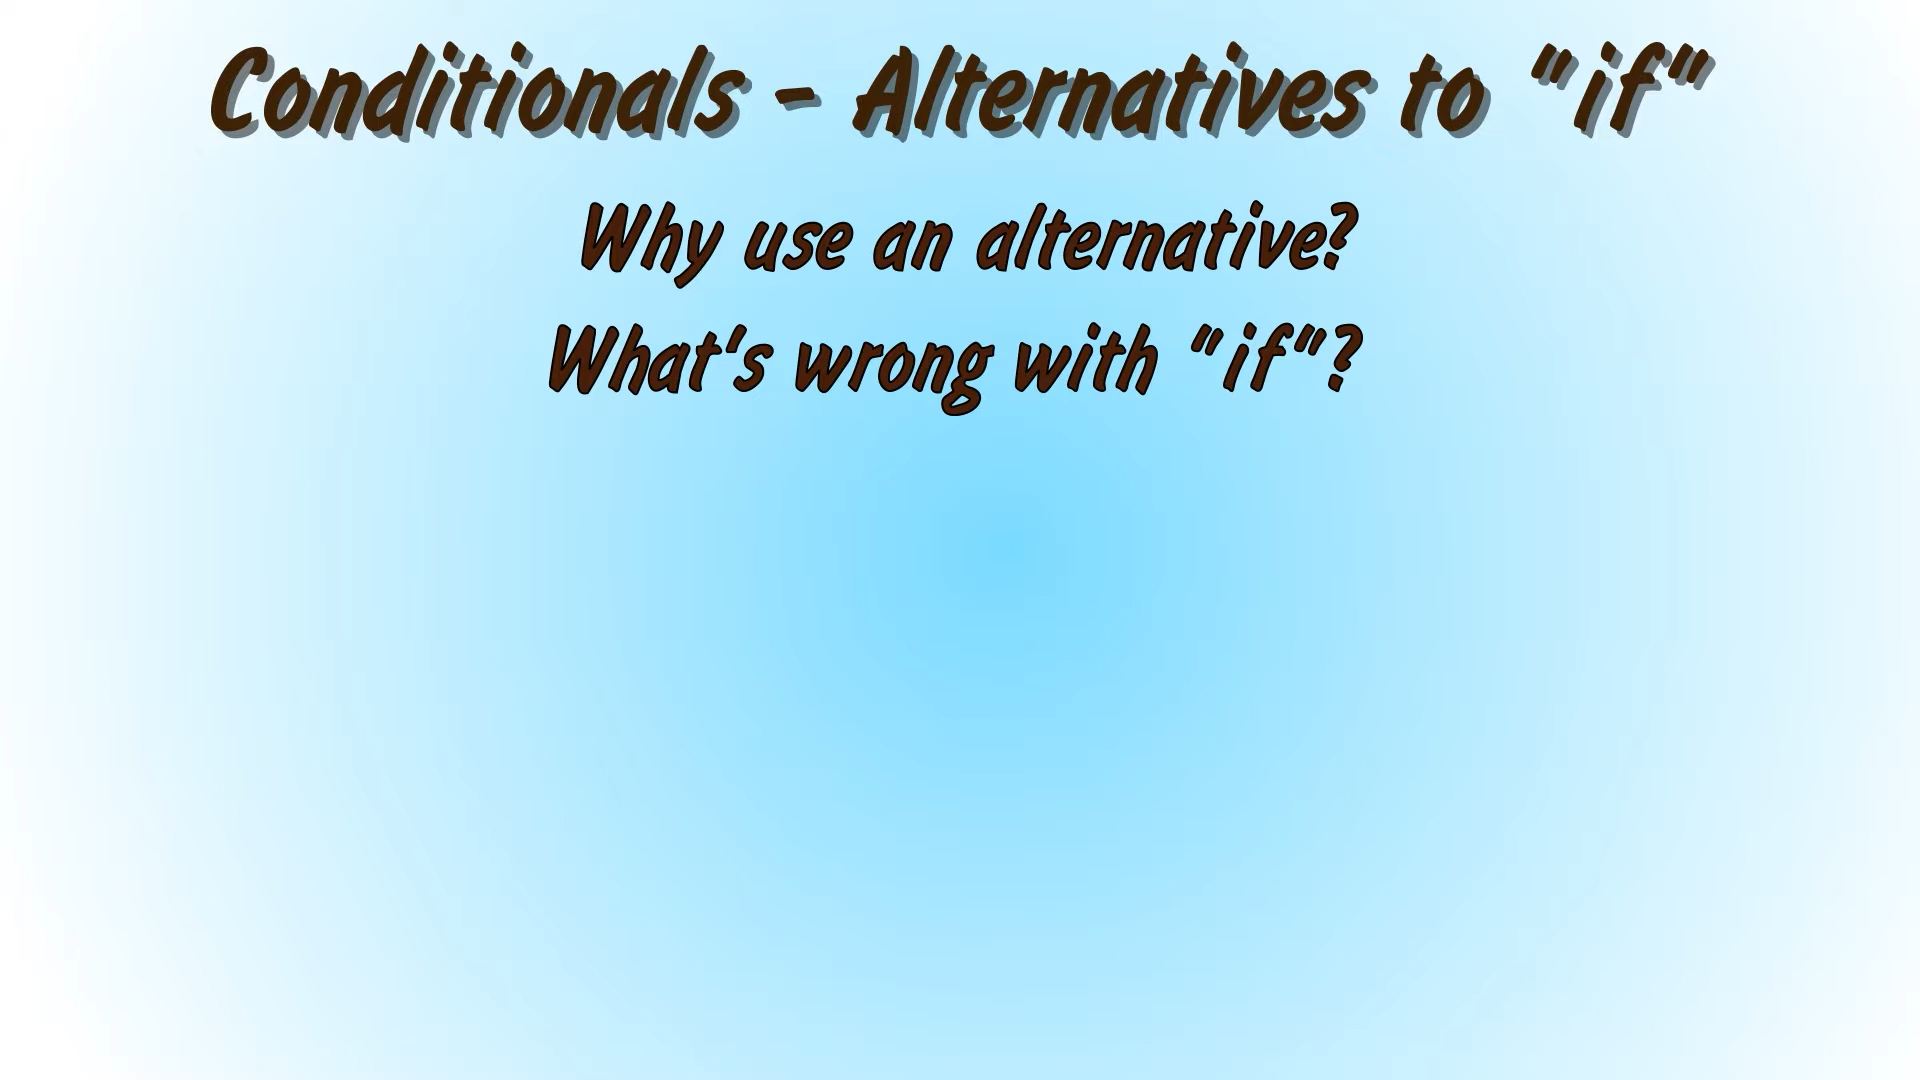 Conditionals - Alternatives to "if"
Why use an alternative?
What's wrong with "if"?